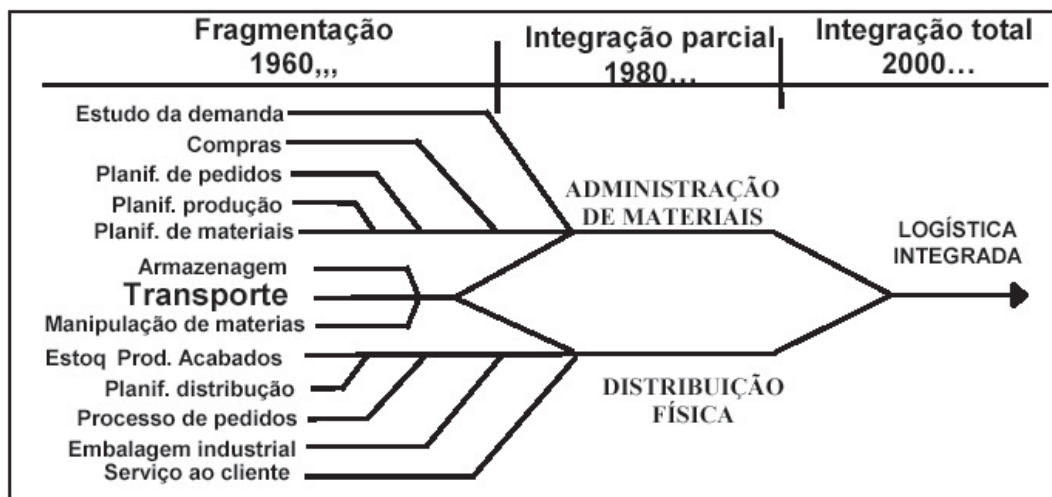 Fragmentação
1960,,,
Integração parcial
1980...
Integração total
2000...
Estudo da demanda
Compras
Planif. de pedidos
Planif. produção
Planif. de materiais
Armazenagem
Transporte
Manipulação de materias
Estoq Prod. Acabados
Planif. distribução
Processo de pedidos
Embalagem industrial
Serviço ao cliente
ADMINISTRAÇÃO
DE MATERIAIS
DISTRIBUIÇÃO
FÍSICA
LOGÍSTICA
INTEGRADA